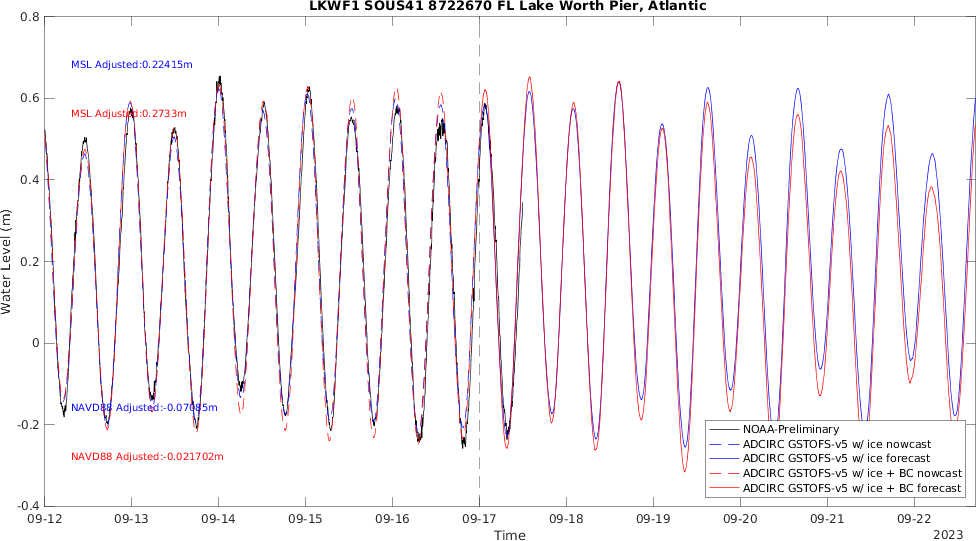 LKWF1 SOUS41 8722670 FL Lake Worth Pier, Atlantic
0.8
0.6
0.4
0.2
0
-0.2
-0.4
Water Level (m)
MSL Adjusted:0.22415m
MSL Adjusted:0.2733m
NAVD88 Adjusted:-0.07085m
NAVD88 Adjusted:-0.021702m
NOAA-Preliminary
ADCIRC GSTOFS-v5 w/ ice nowcast
ADCIRC GSTOFS-v5 w/ ice forecast
ADCIRC GSTOFS-v5 w/ ice + BC nowcast
ADCIRC GSTOFS-v5 w/ ice + BC forecast
09-12 09-13 09-14 09-15 09-16 09-17 09-18 09-19 09-20 09-21 09-22
Time
2023